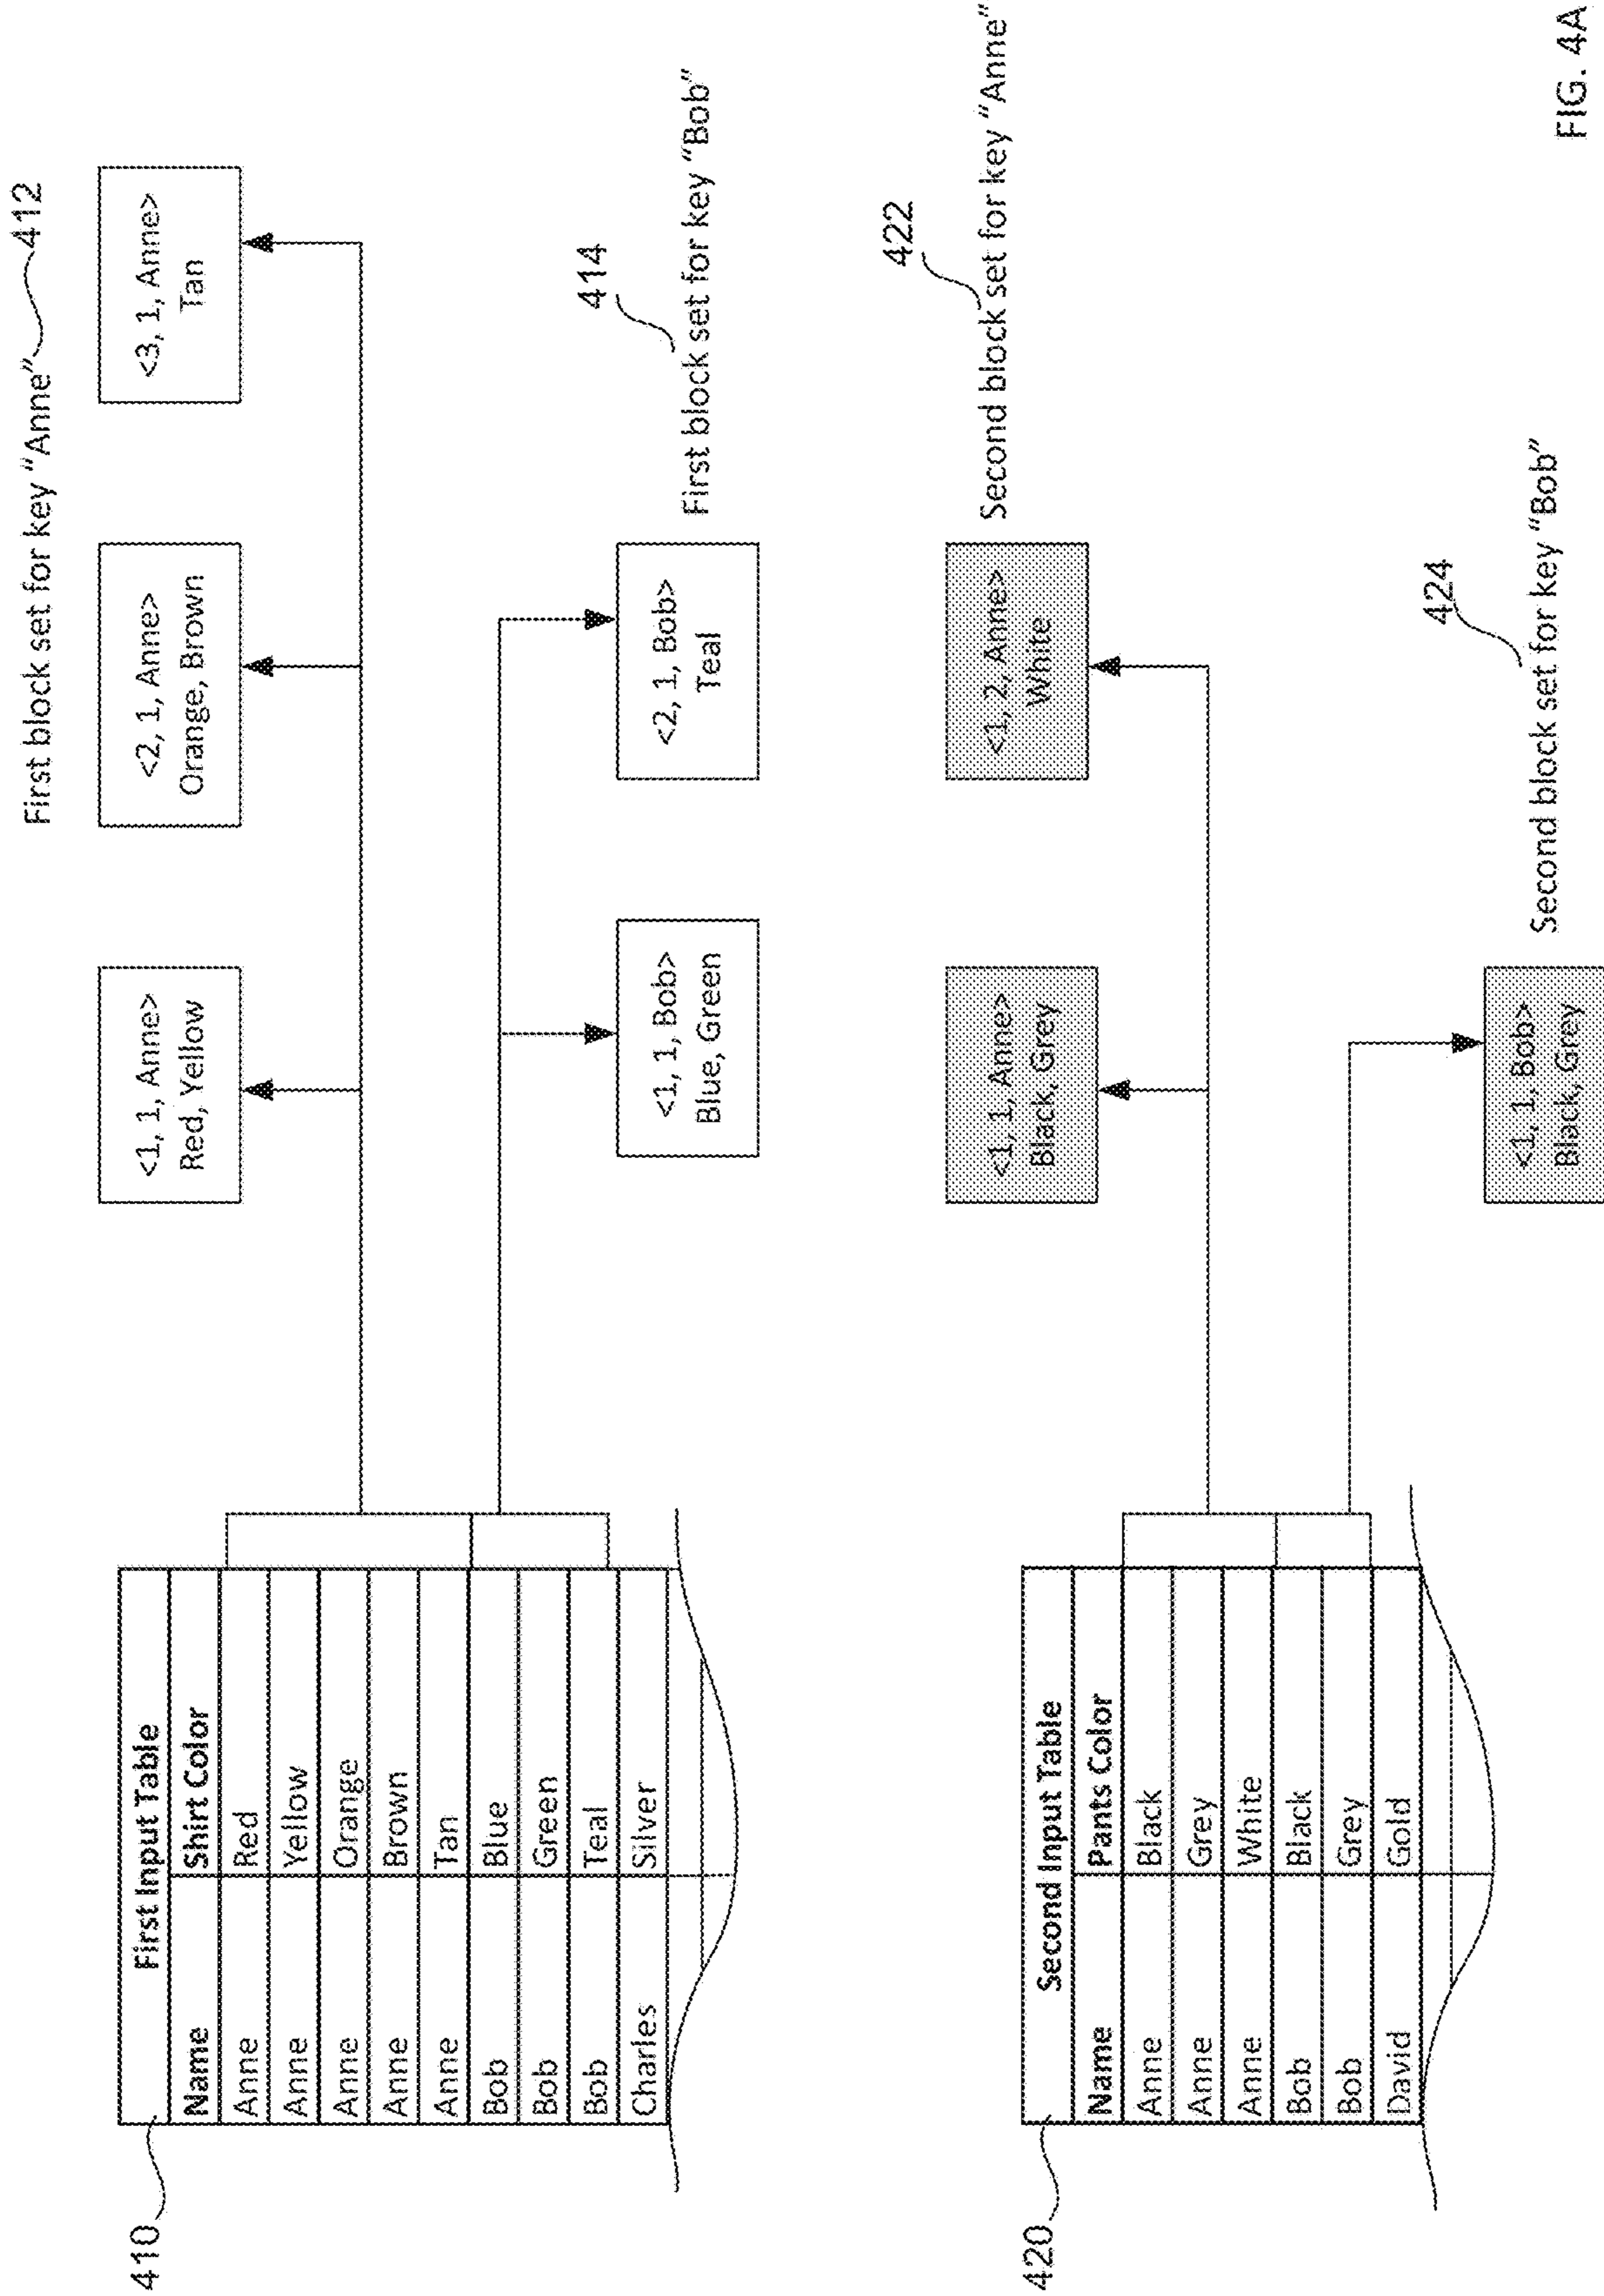 First block set for key "Anne" 412
410
First Input Table
Name Shirt Color
Anne Red
Anne Yellow
Anne Orange
Anne Brown
Anne Tan
Bob Blue
Bob Green
Bob Teal
Charles Silver
<1, 1, Anne>
Red, Yellow
<2, 1, Anne>
Orange, Brown
<3, 1, Anne>
Tan
<1, 1, Bob>
Blue, Green
<2, 1, Bob>
Teal
414
First block set for key "Bob"
420
Second Input Table
Name Pants Color
Anne Black
Anne Grey
Anne White
Bob Black
Bob Grey
David Gold
<1, 1, Anne>
Black, Grey
<1, 2, Anne>
White
422
Second block set for key "Anne"
<1, 1, Bob>
Black, Grey
424
Second block set for key "Bob"
FIG. 4A